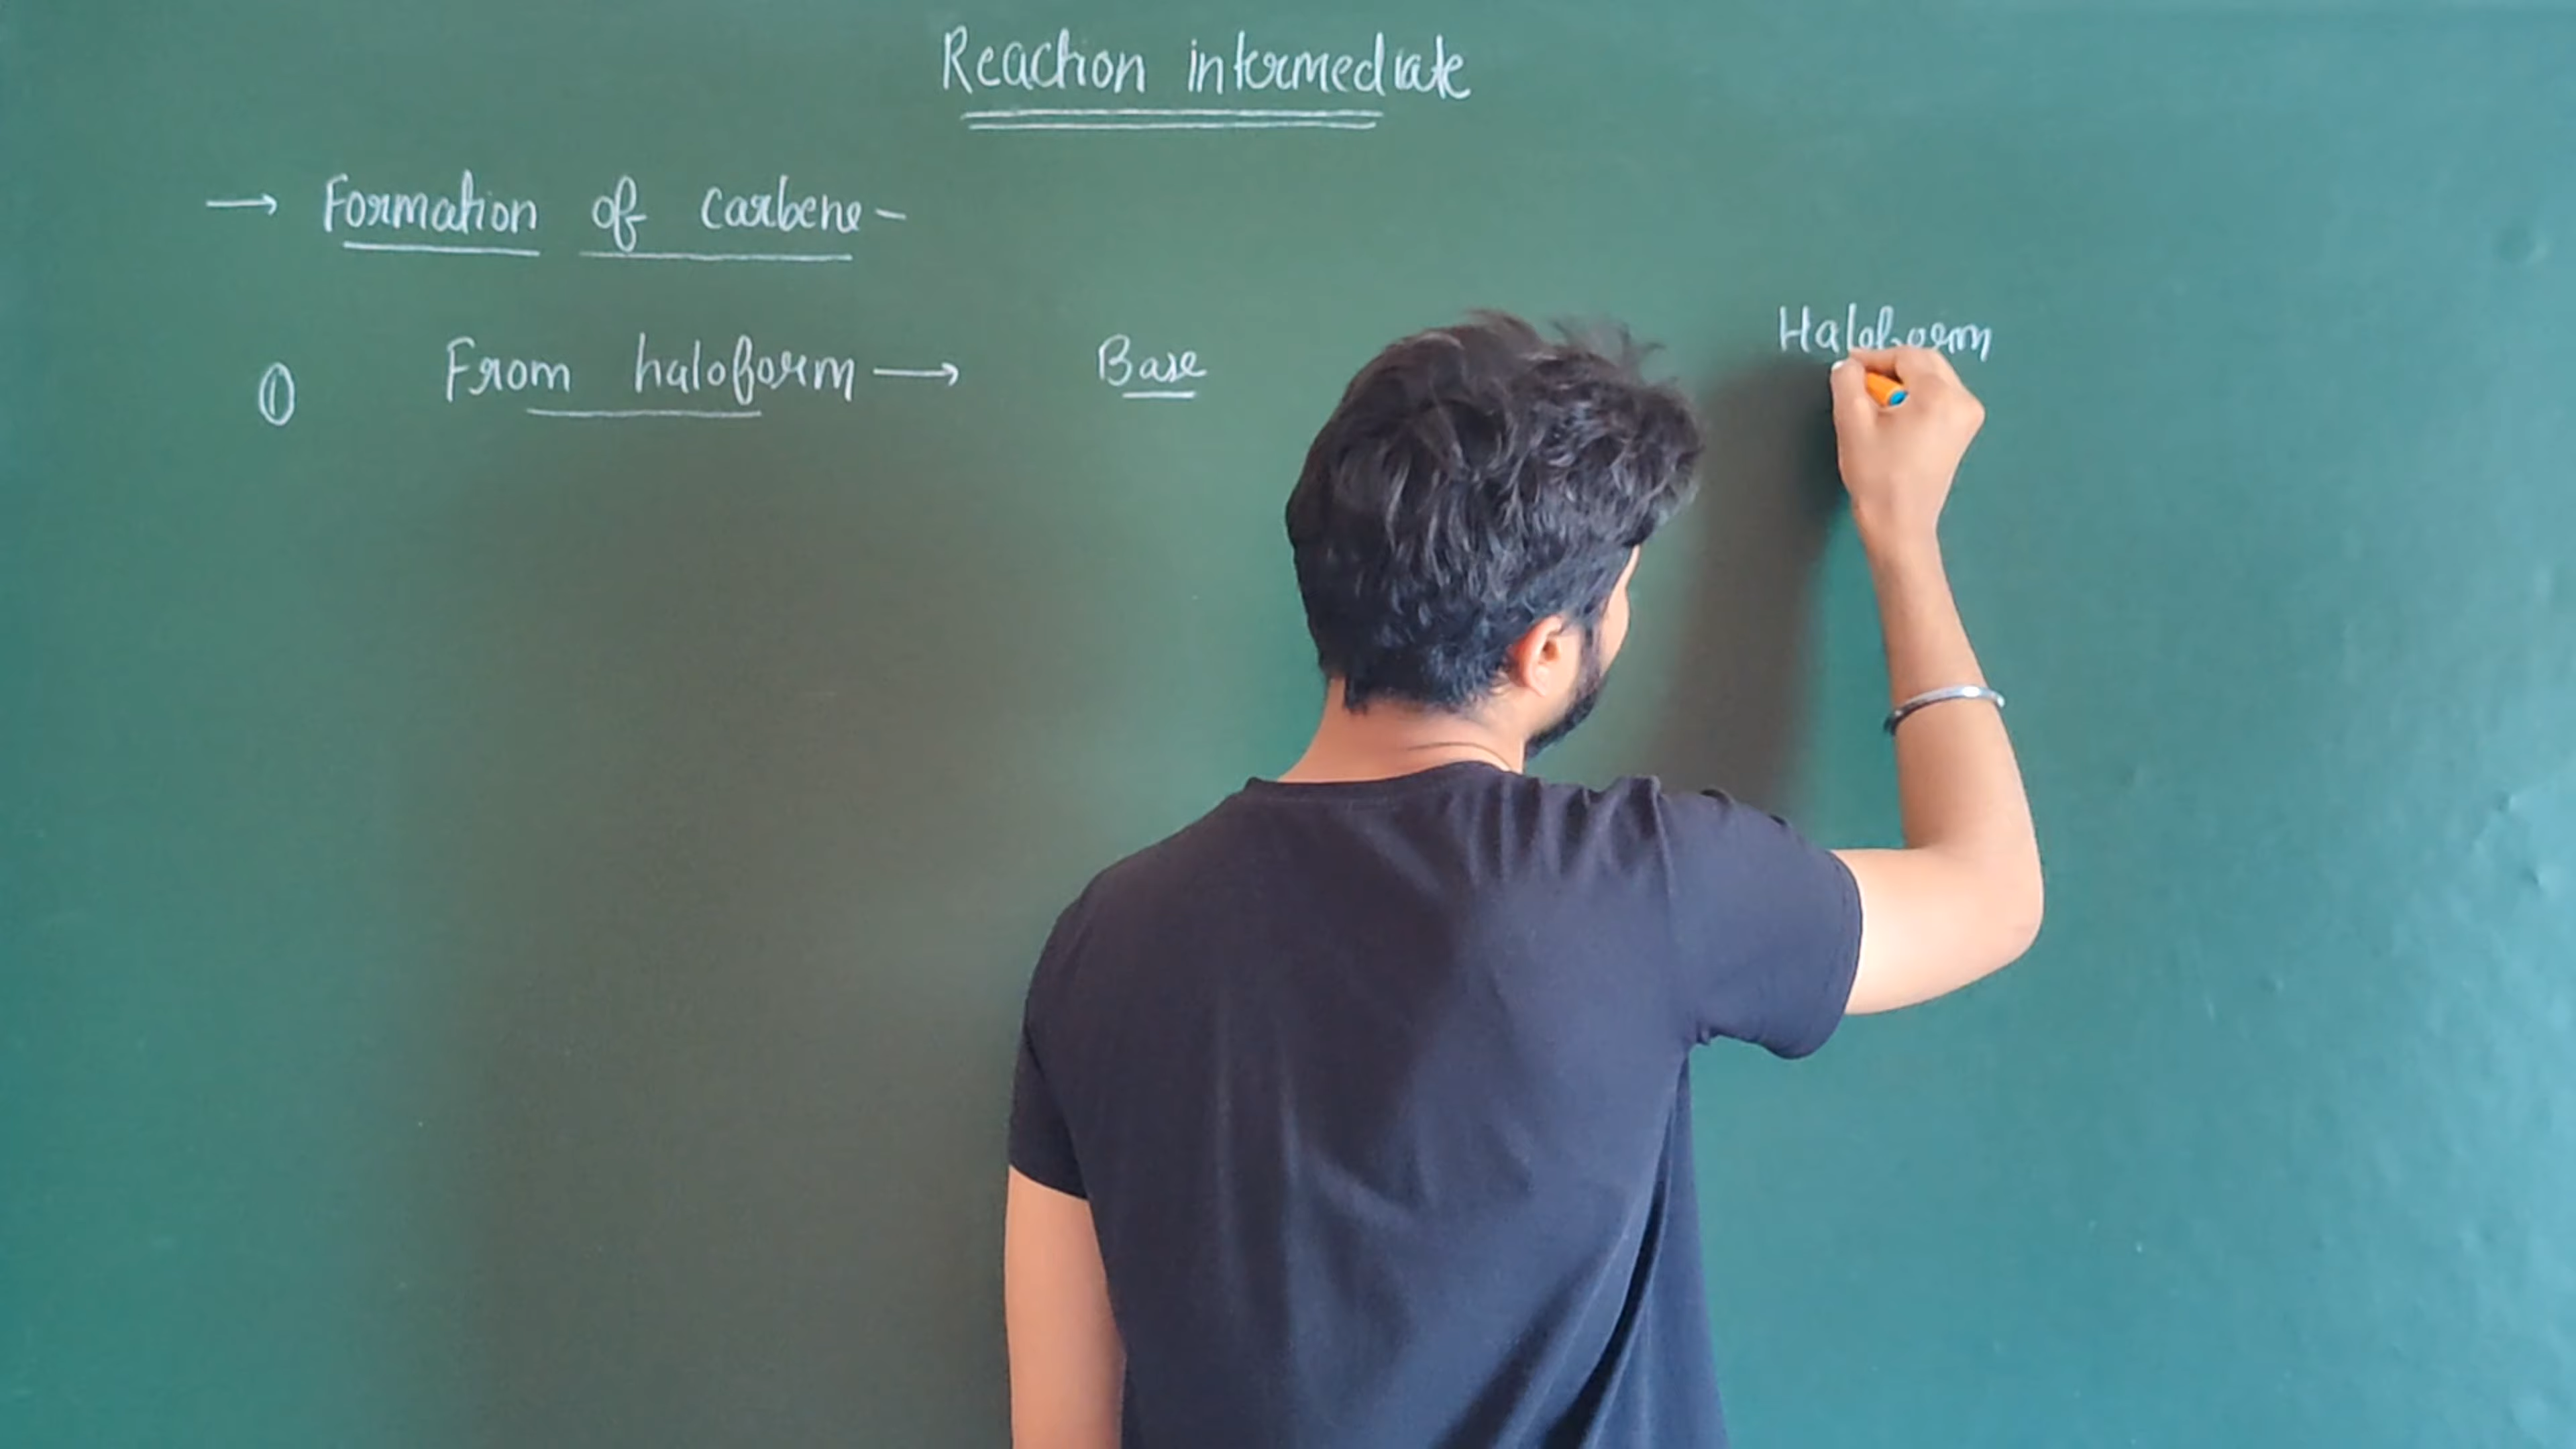 Reaction intermediate
→ Formation of carbene -
① From haloform → Base
Haloform